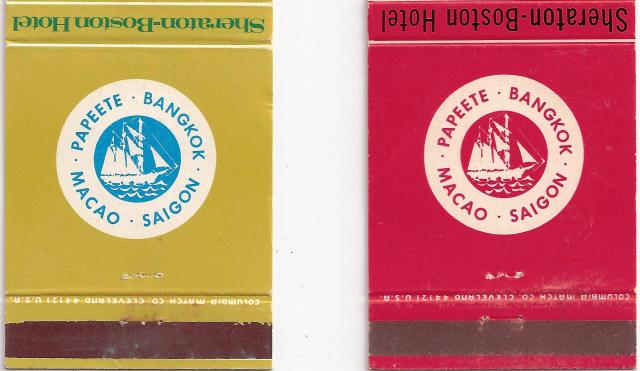 Sheraton-Boston Hotel
PAPEETE · BANGKOK ·
MACAO · SAIGON ·
COLUMBIA MATCH CO. CLEVELAND 44121 U.S.A.
Sheraton-Boston Hotel
PAPEETE · BANGKOK ·
MACAO · SAIGON ·
COLUMBIA MATCH CO. CLEVELAND 44121 U.S.A.